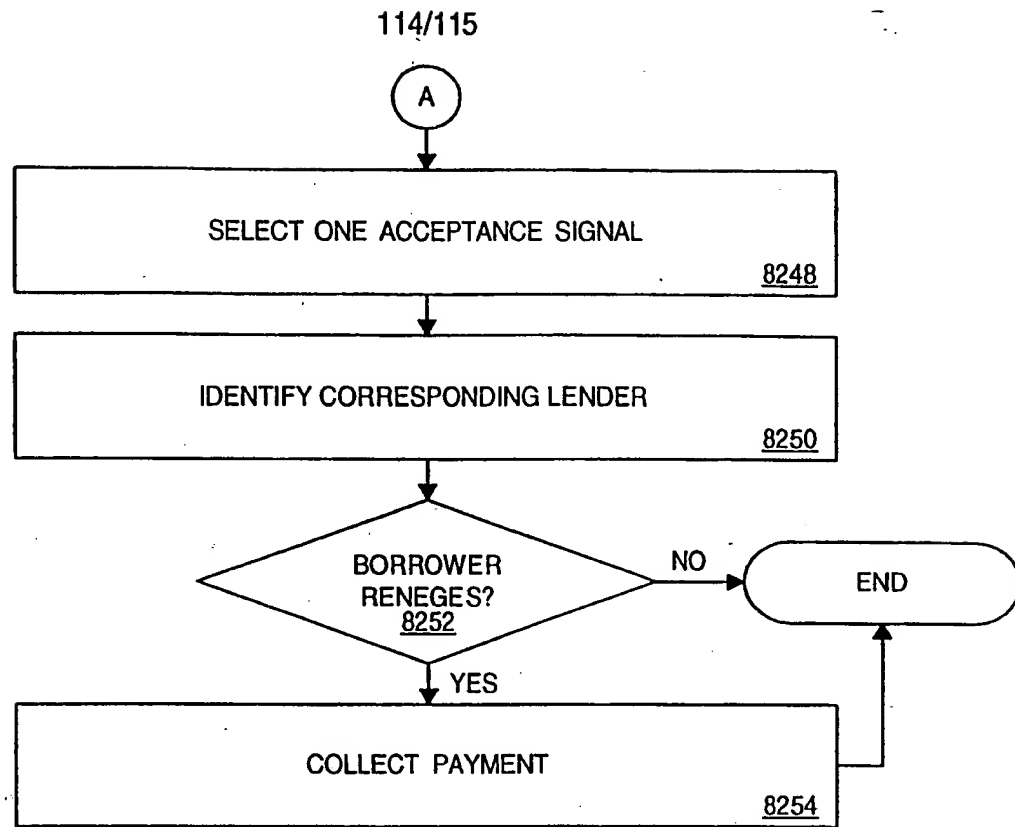 114/115
A
SELECT ONE ACCEPTANCE SIGNAL
8248
IDENTIFY CORRESPONDING LENDER
8250
BORROWER
RENEGES?
8252
NO
END
YES
COLLECT PAYMENT
8254